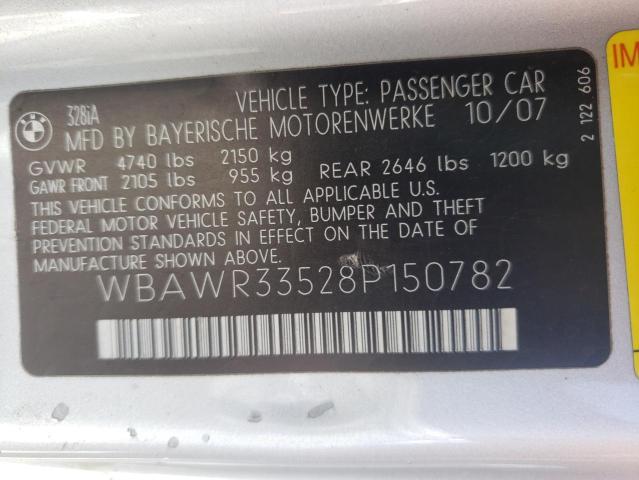 BMW 328iA VEHICLE TYPE: PASSENGER CAR
MFD BY BAYERISCHE MOTORENWERKE 10/07
GVWR 4740 lbs 2150 kg
GAWR FRONT 2105 lbs 955 kg REAR 2646 lbs 1200 kg
THIS VEHICLE CONFORMS TO ALL APPLICABLE U.S.
FEDERAL MOTOR VEHICLE SAFETY, BUMPER AND THEFT
PREVENTION STANDARDS IN EFFECT ON THE DATE OF
MANUFACTURE SHOWN ABOVE.
WBAWR33528P150782
2 122 606
IM